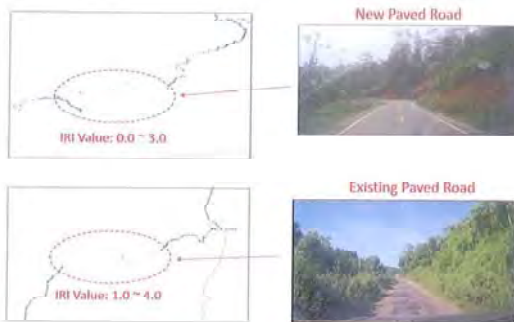 New Paved Road
IRI Value: 0.0 ~ 3.0
Existing Paved Road
IRI Value: 1.0 ~ 4.0